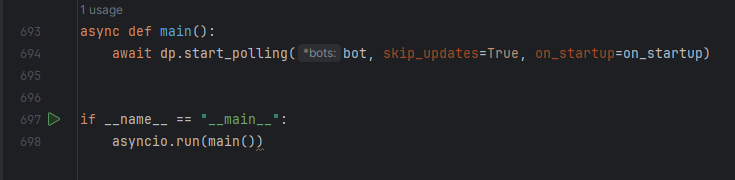 1 usage
693 async def main():
694     await dp.start_polling(*bots: bot, skip_updates=True, on_startup=on_startup)
695
696
697 if __name__ == "__main__":
698     asyncio.run(main())